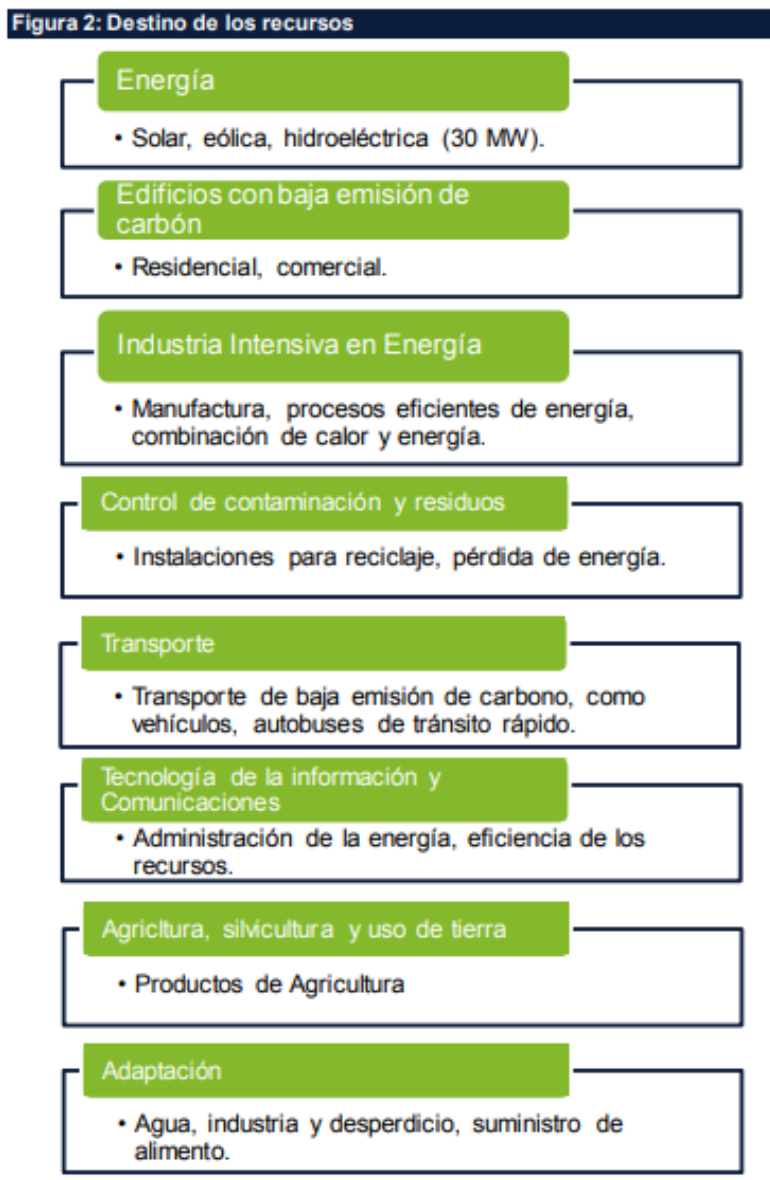 Figura 2: Destino de los recursos
Energía
• Solar, eólica, hidroeléctrica (30 MW).
Edificios con baja emisión de
carbón
• Residencial, comercial.
Industria Intensiva en Energía
• Manufactura, procesos eficientes de energía,
combinación de calor y energía.
Control de contaminación y residuos
• Instalaciones para reciclaje, pérdida de energía.
Transporte
• Transporte de baja emisión de carbono, como
vehículos, autobuses de tránsito rápido.
Tecnología de la información y
Comunicaciones
• Administración de la energía, eficiencia de los
recursos.
Agricltura, silvicultura y uso de tierra
• Productos de Agricultura
Adaptación
• Agua, industria y desperdicio, suministro de
alimento.